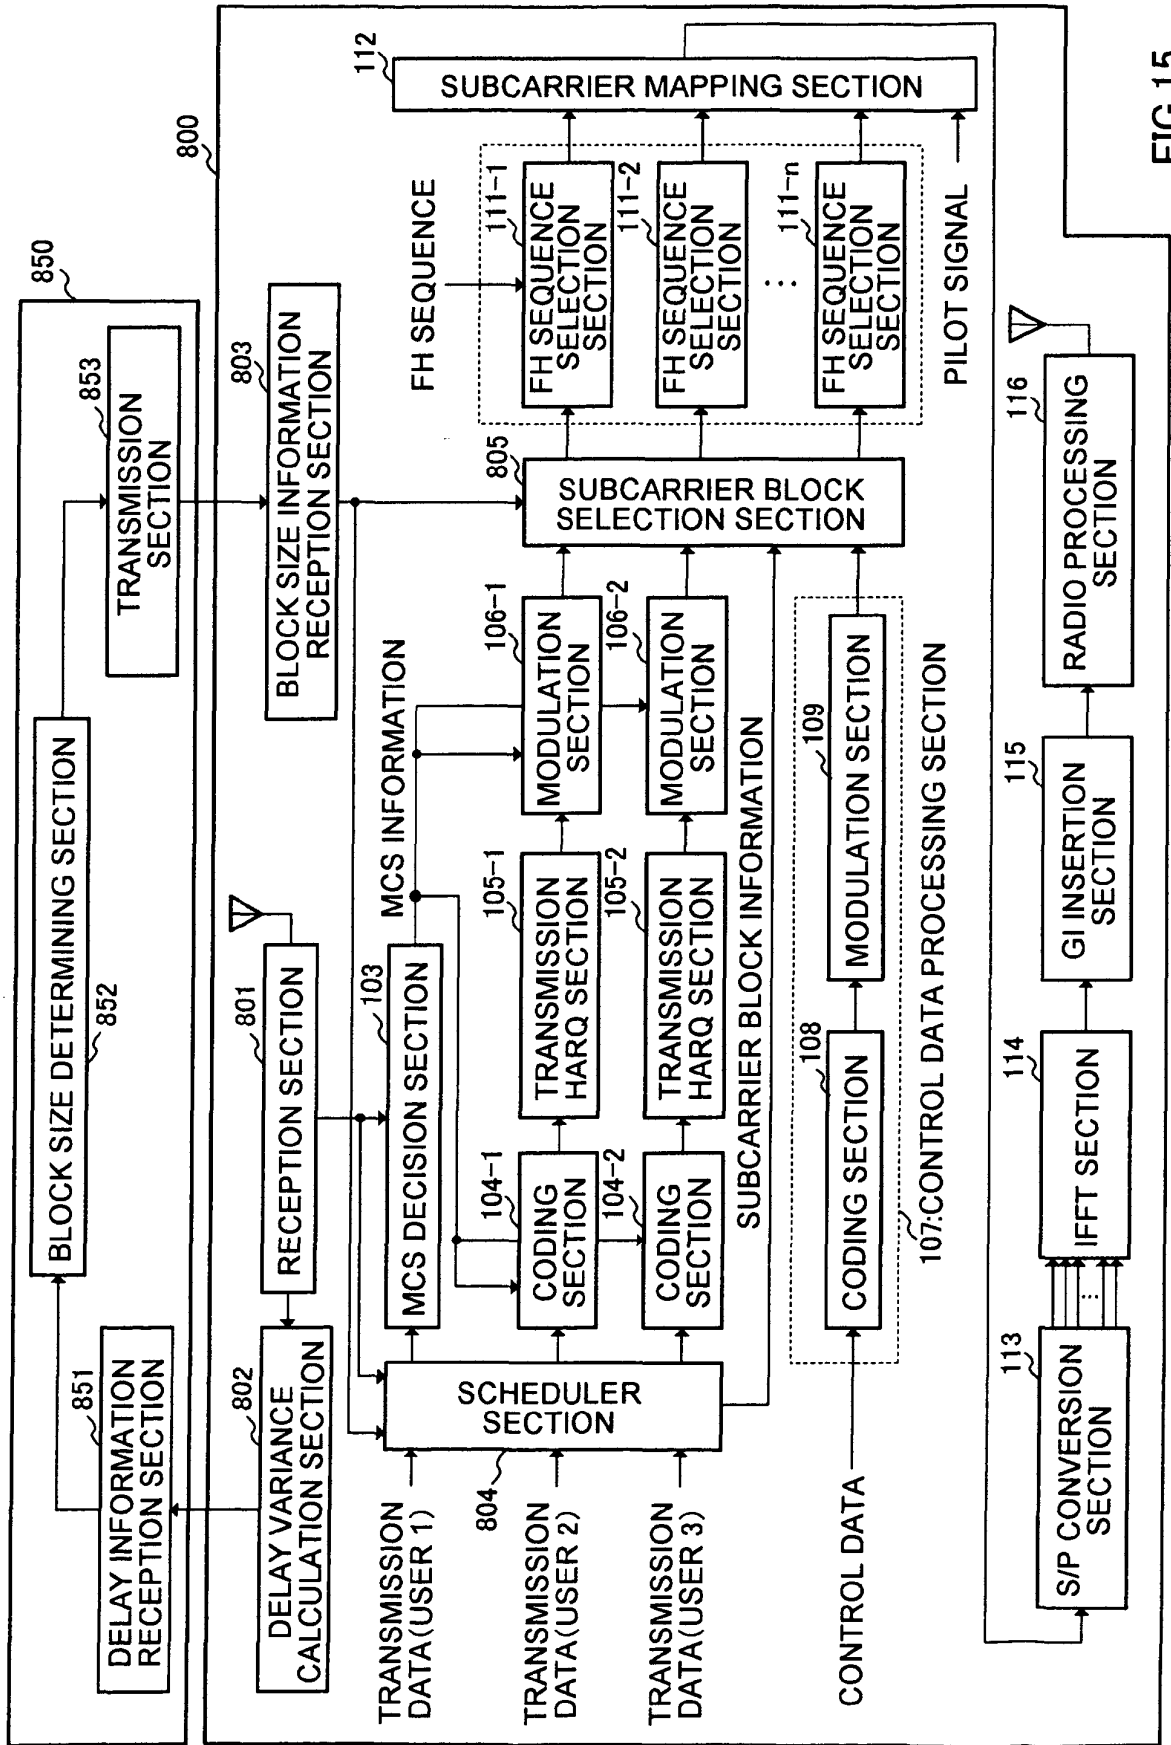 850
DELAY INFORMATION
RECEPTION SECTION
851
BLOCK SIZE DETERMINING SECTION
852
TRANSMISSION
SECTION
853
800
DELAY VARIANCE
CALCULATION SECTION
802
RECEPTION SECTION
801
BLOCK SIZE INFORMATION
RECEPTION SECTION
803
TRANSMISSION
DATA(USER 1)
TRANSMISSION
DATA(USER 2)
TRANSMISSION
DATA(USER 3)
SCHEDULER
SECTION
804
MCS DECISION SECTION
103
MCS INFORMATION
CODING
SECTION
104-1
TRANSMISSION
HARQ SECTION
105-1
MODULATION
SECTION
106-1
CODING
SECTION
104-2
TRANSMISSION
HARQ SECTION
105-2
MODULATION
SECTION
106-2
SUBCARRIER BLOCK INFORMATION
SUBCARRIER BLOCK
SELECTION SECTION
805
FH SEQUENCE
FH SEQUENCE
SELECTION
SECTION
111-1
FH SEQUENCE
SELECTION
SECTION
111-2
...
FH SEQUENCE
SELECTION
SECTION
111-n
SUBCARRIER MAPPING SECTION
112
PILOT SIGNAL
CONTROL DATA
CODING SECTION
108
MODULATION SECTION
109
107:CONTROL DATA PROCESSING SECTION
S/P CONVERSION
SECTION
113
...
IFFT SECTION
114
GI INSERTION
SECTION
115
RADIO PROCESSING
SECTION
116
FIG.15